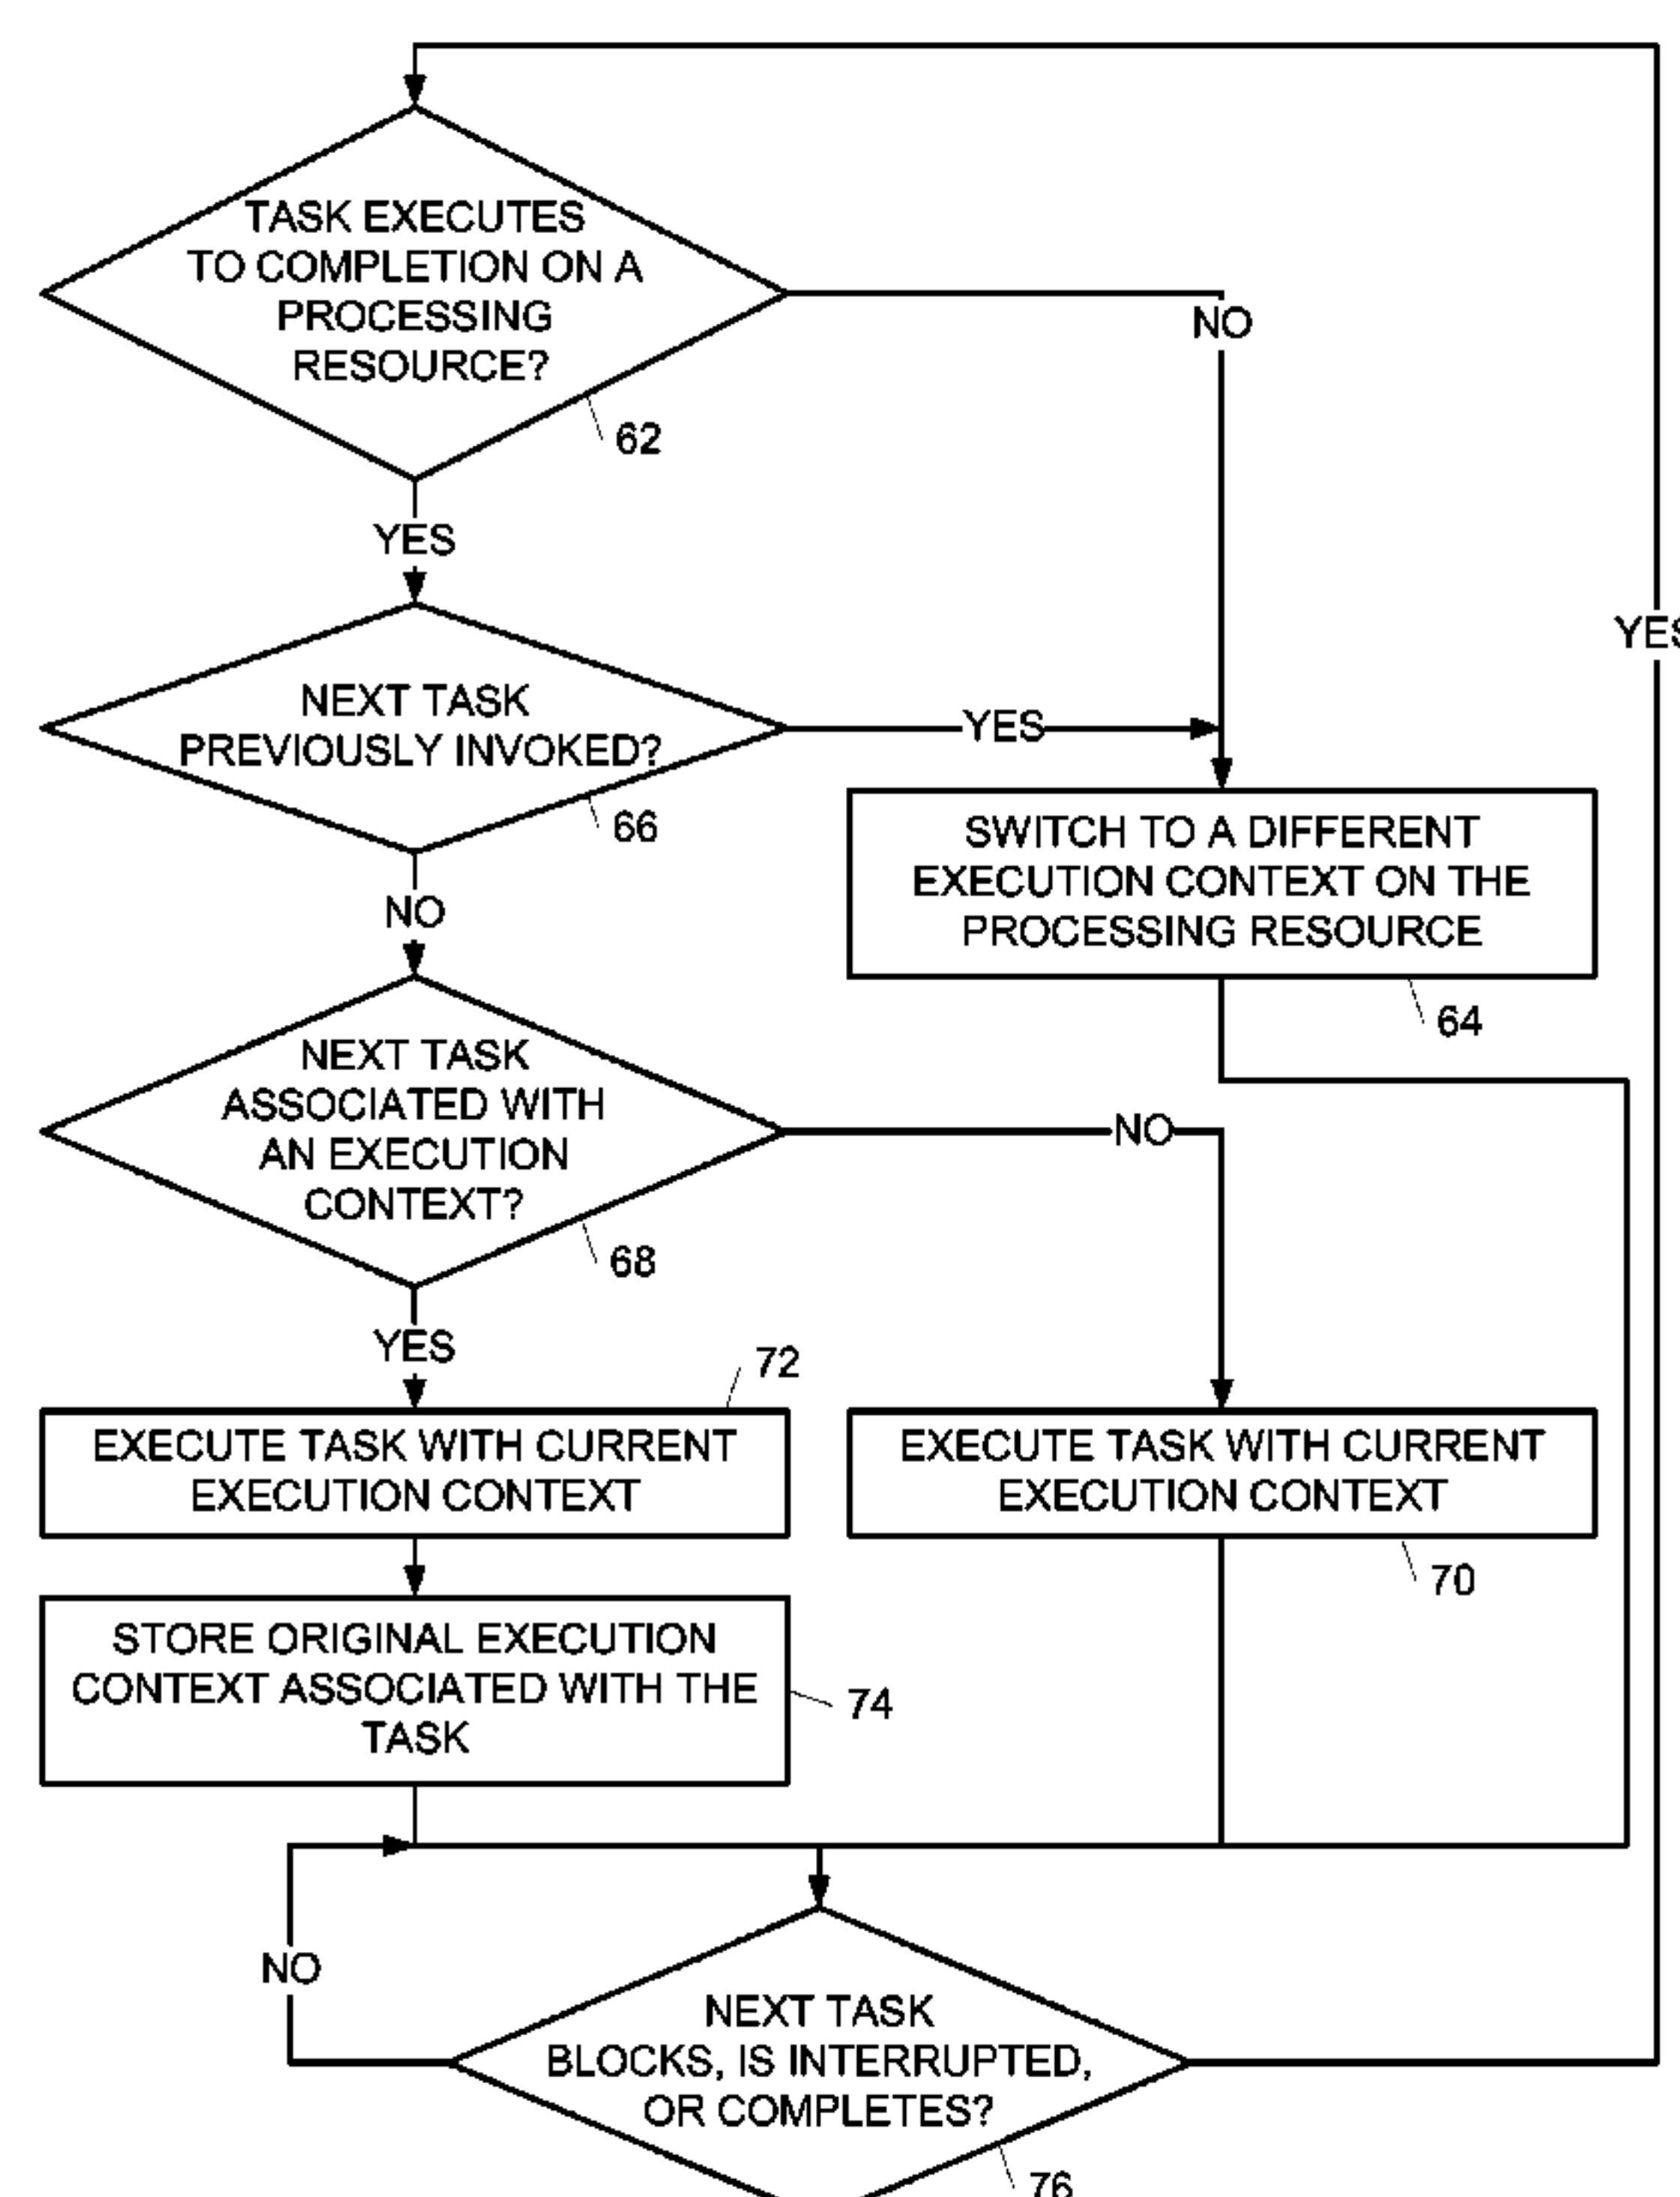 TASK EXECUTES
TO COMPLETION ON A
PROCESSING
RESOURCE?
NO
62
YES
YES
NEXT TASK
PREVIOUSLY INVOKED?
YES
66
SWITCH TO A DIFFERENT
EXECUTION CONTEXT ON THE
PROCESSING RESOURCE
64
NO
NEXT TASK
ASSOCIATED WITH
AN EXECUTION
CONTEXT?
NO
68
YES
72
EXECUTE TASK WITH CURRENT
EXECUTION CONTEXT
EXECUTE TASK WITH CURRENT
EXECUTION CONTEXT
70
STORE ORIGINAL EXECUTION
CONTEXT ASSOCIATED WITH THE
TASK
74
NO
NEXT TASK
BLOCKS, IS INTERRUPTED,
OR COMPLETES?
76